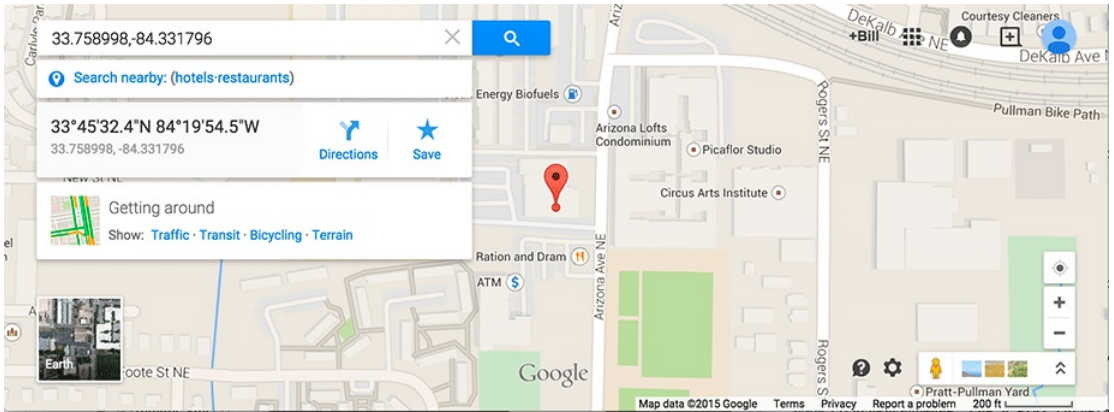 33.758998,-84.331796
Search nearby: (hotels·restaurants)
33°45'32.4"N 84°19'54.5"W
33.758998, -84.331796
Directions
Save
New St NE
Getting around
Show: Traffic · Transit · Bicycling · Terrain
Earth
oote St NE
Energy Biofuels
Arizona Lofts
Condominium
Picaflor Studio
Circus Arts Institute
Ration and Dram
ATM
Arizona Ave NE
Ariz
Rogers St NE
Rogers S
DeKalb Ave NE
Courtesy Cleaners
+Bill
DeKalb Ave N
Pullman Bike Path
Pratt-Pullman Yard
Google
Map data ©2015 Google
Terms
Privacy
Report a problem
200 ft